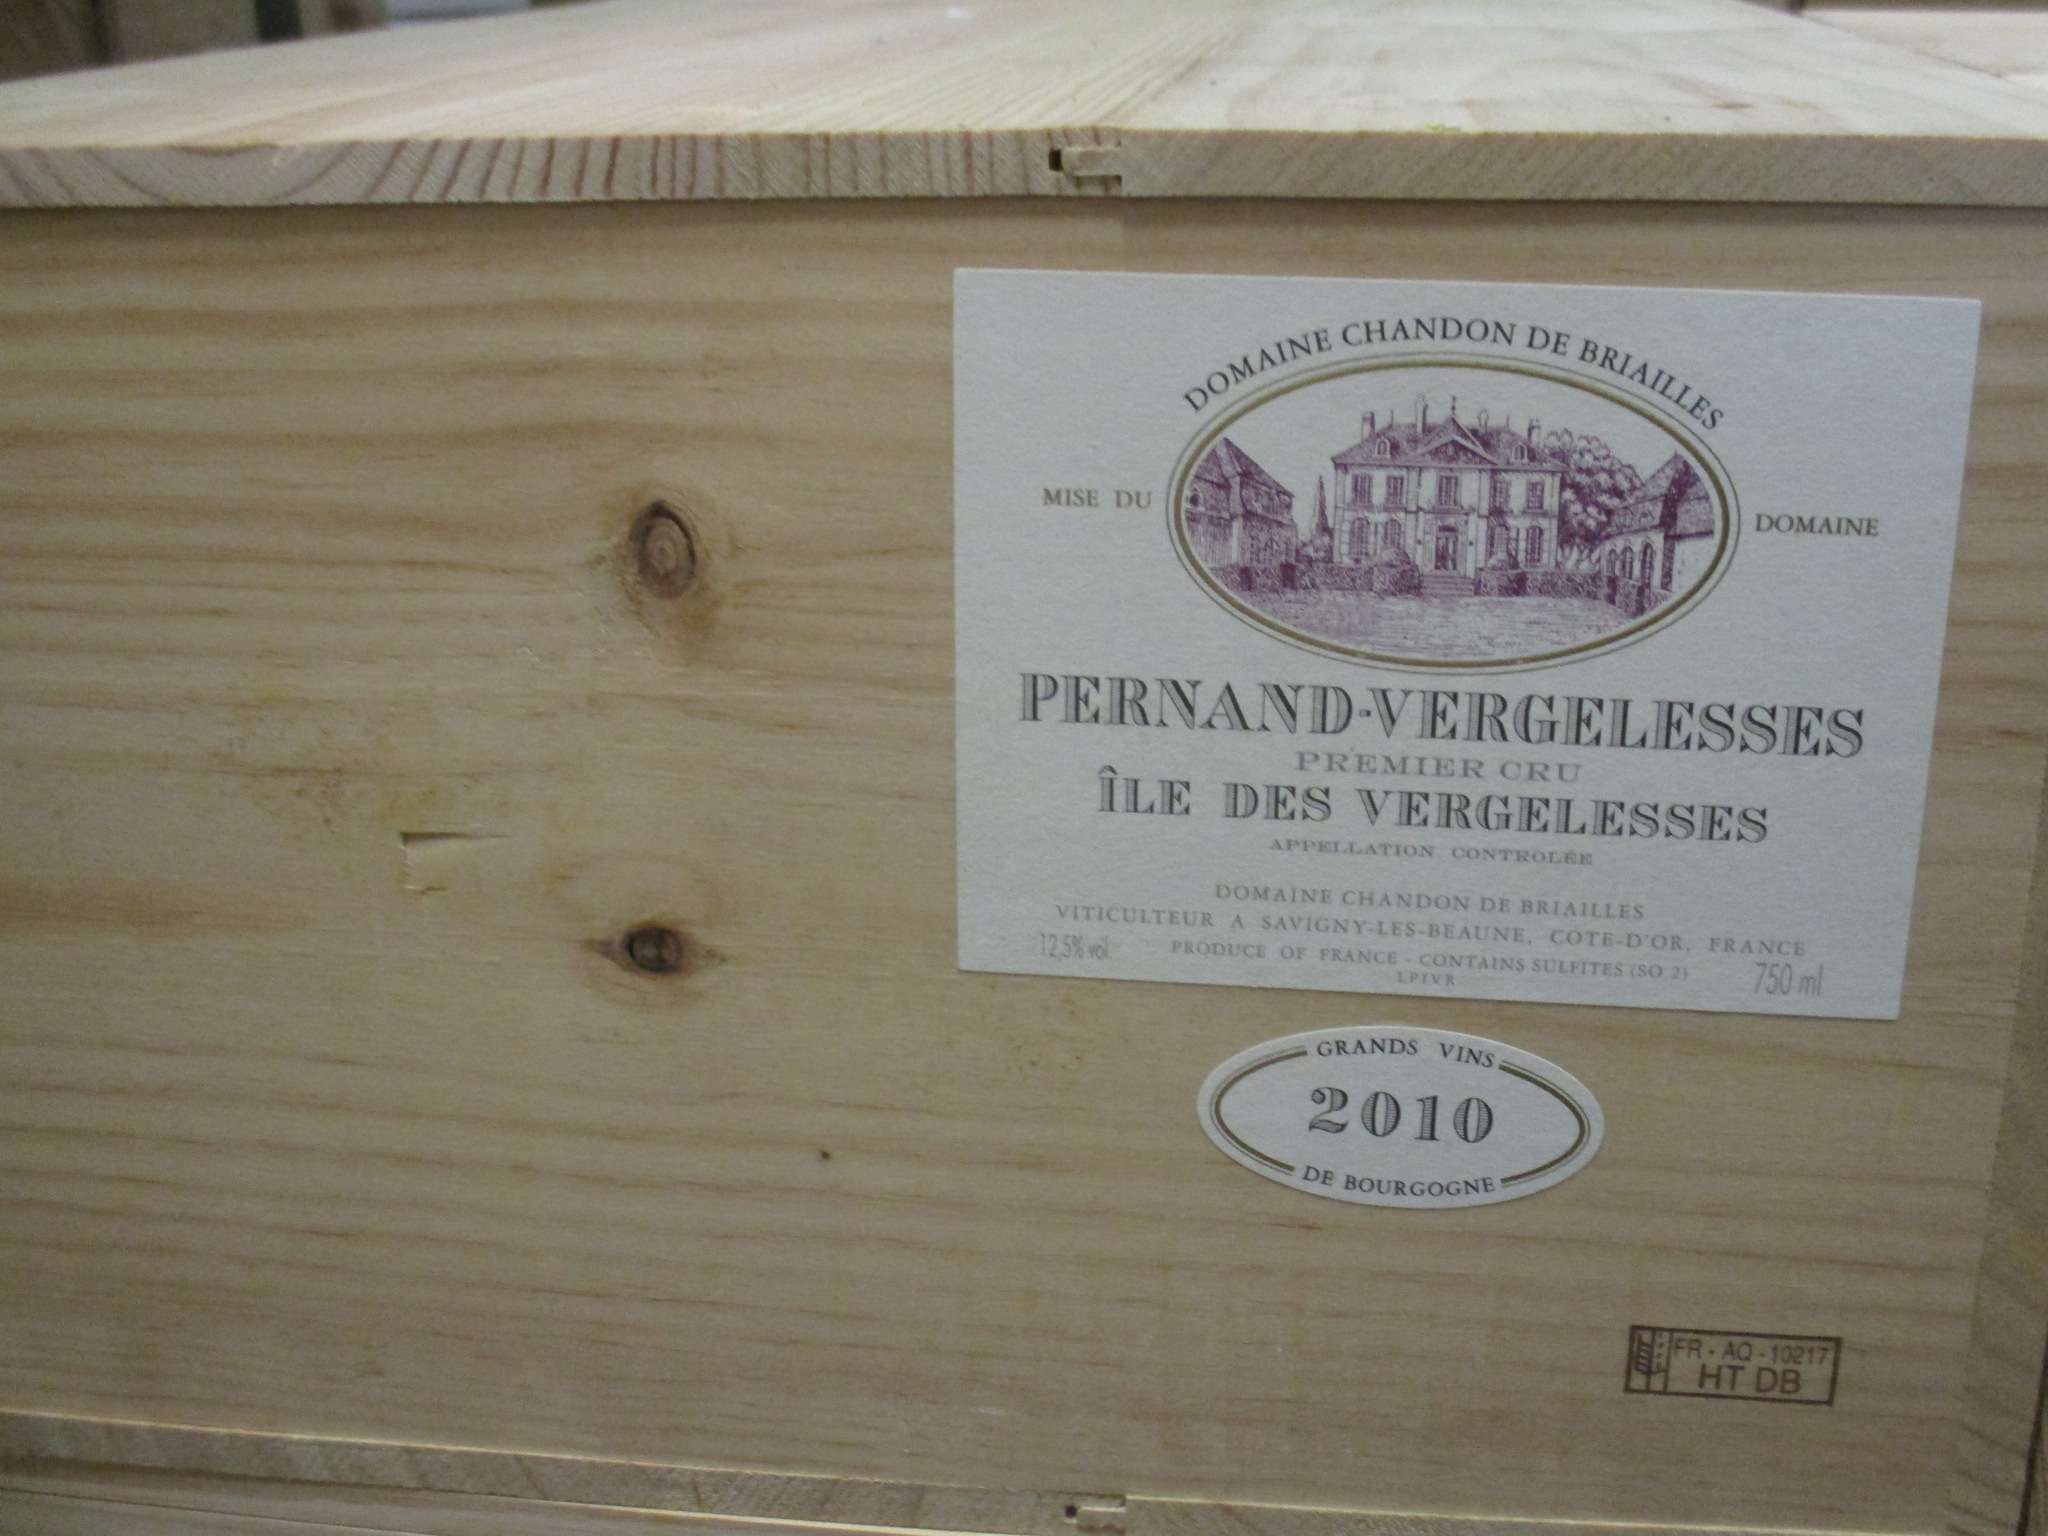 DOMAINE CHANDON DE BRIAILLES
MISE DU DOMAINE
PERNAND-VERGELESSES
PREMIER CRU
ÎLE DES VERGELESSES
APPELLATION CONTROLÉE
DOMAINE CHANDON DE BRIAILLES
VITICULTEUR A SAVIGNY-LES-BEAUNE, COTE-D'OR, FRANCE
12,5% vol. PRODUCE OF FRANCE - CONTAINS SULFITES (SO 2) 750 ml
LPIVR
GRANDS VINS
2010
DE BOURGOGNE
FR - AQ - 10217
HT DB